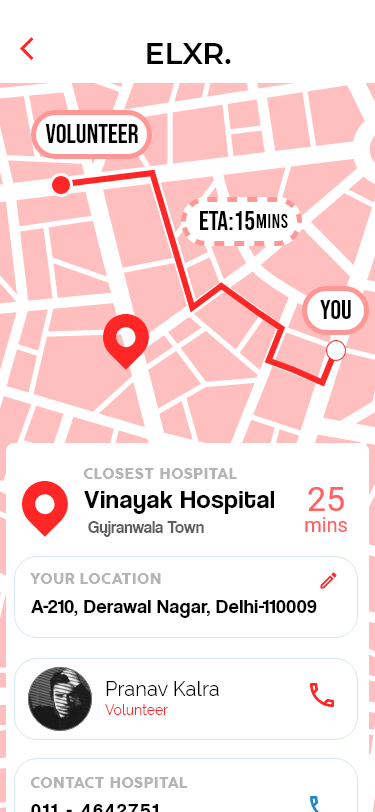 ELXR.
VOLUNTEER
ETA:15MINS
YOU
CLOSEST HOSPITAL
Vinayak Hospital
Gujranwala Town
25
mins
YOUR LOCATION
A-210, Derawal Nagar, Delhi-110009
Pranav Kalra
Volunteer
CONTACT HOSPITAL
011 - 4642751